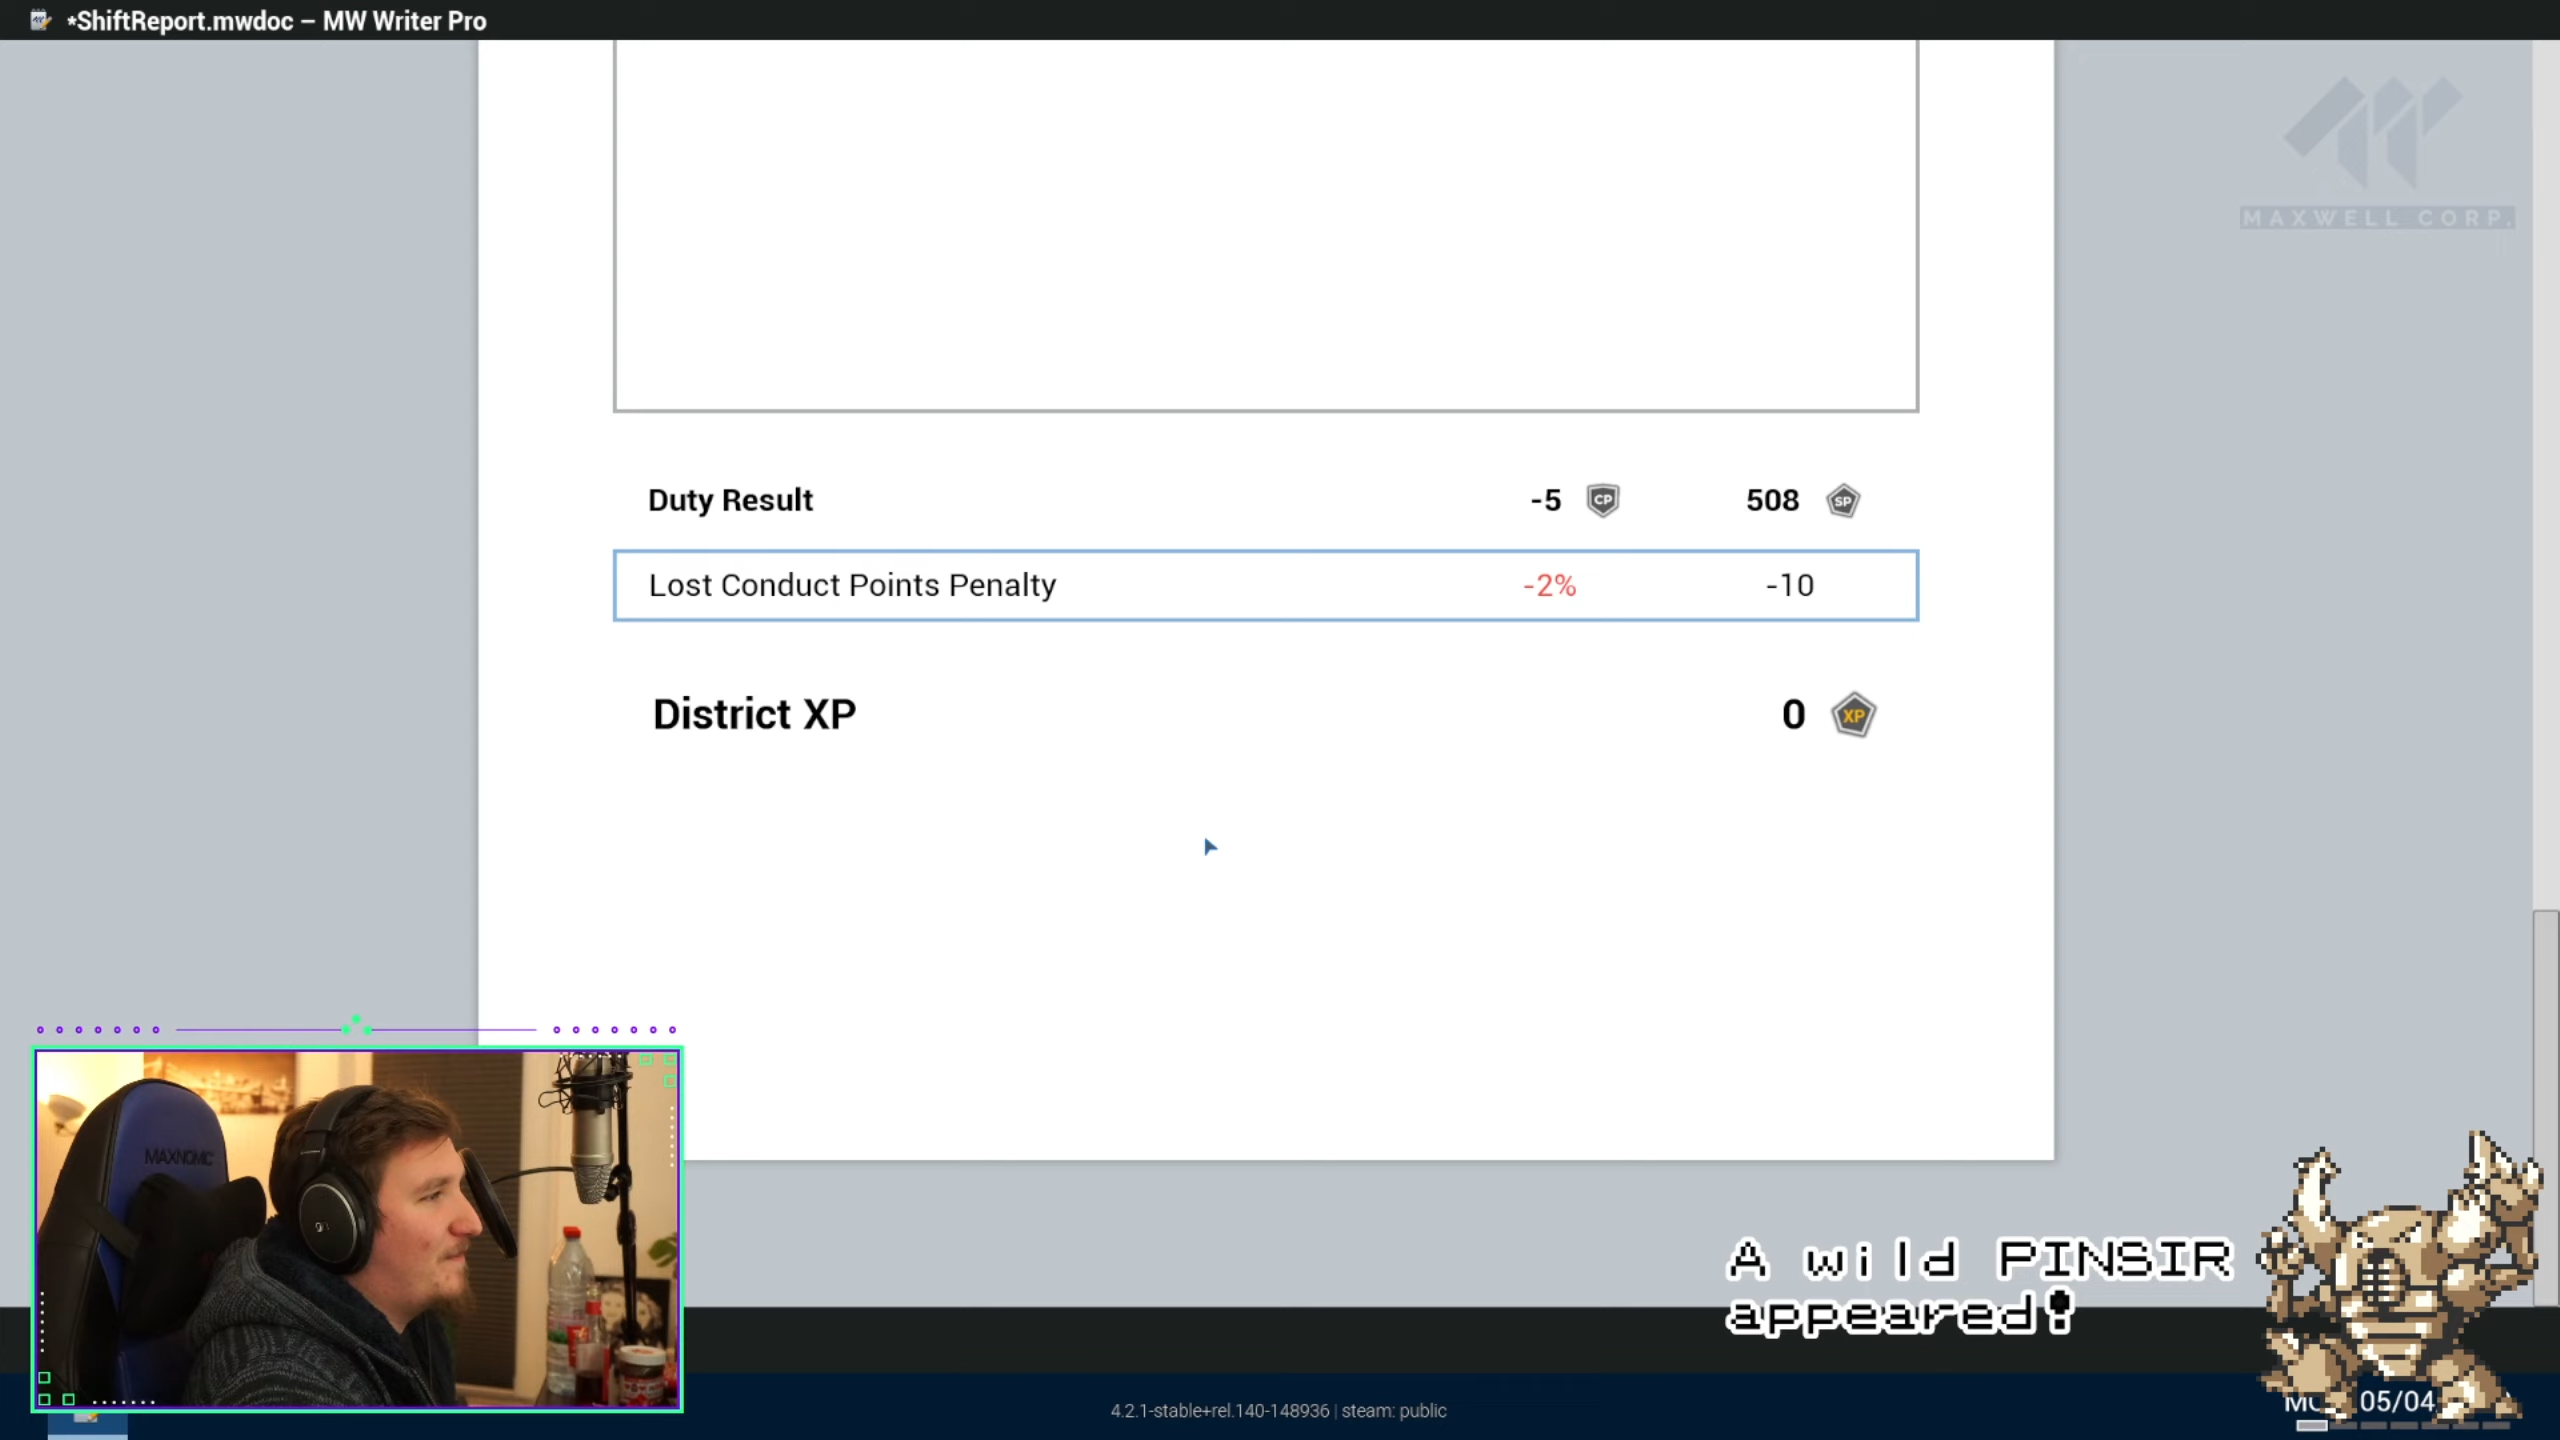 *ShiftReport.mwdoc – MW Writer Pro
MAXWELL CORP.
Duty Result -5 CP 508 SP
Lost Conduct Points Penalty -2% -10
District XP 0 XP
MAXNOMIC
A wild PINSIR
appeared!
4.2.1-stable+rel.140-148936 | steam: public
05/04